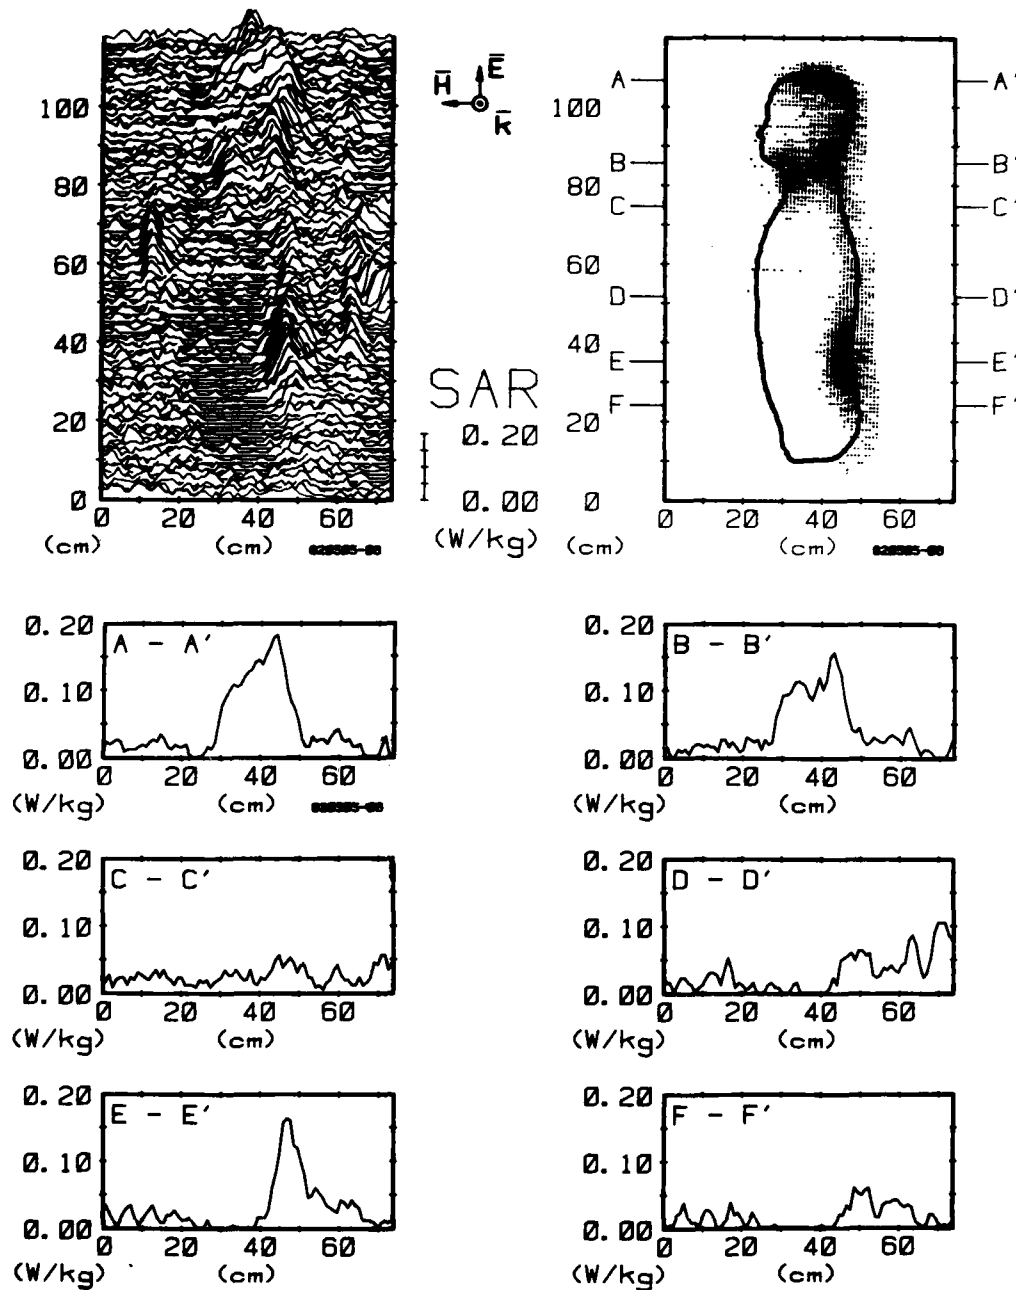 H̅ E̅
k̅
100
80
60
40
20
0
0 20 40 60
(cm) (cm)
SAR
0.20
0.00
(W/kg)
A A'
100
B B'
80
C C'
60
D D'
40
E E'
F F'
20
0
0 20 40 60
(cm) (cm)
0.20
A - A'
0.10
0.00
0 20 40 60
(W/kg) (cm)
0.20
B - B'
0.10
0.00
0 20 40 60
(W/kg) (cm)
0.20
C - C'
0.10
0.00
0 20 40 60
(W/kg) (cm)
0.20
D - D'
0.10
0.00
0 20 40 60
(W/kg) (cm)
0.20
E - E'
0.10
0.00
0 20 40 60
(W/kg) (cm)
0.20
F - F'
0.10
0.00
0 20 40 60
(W/kg) (cm)